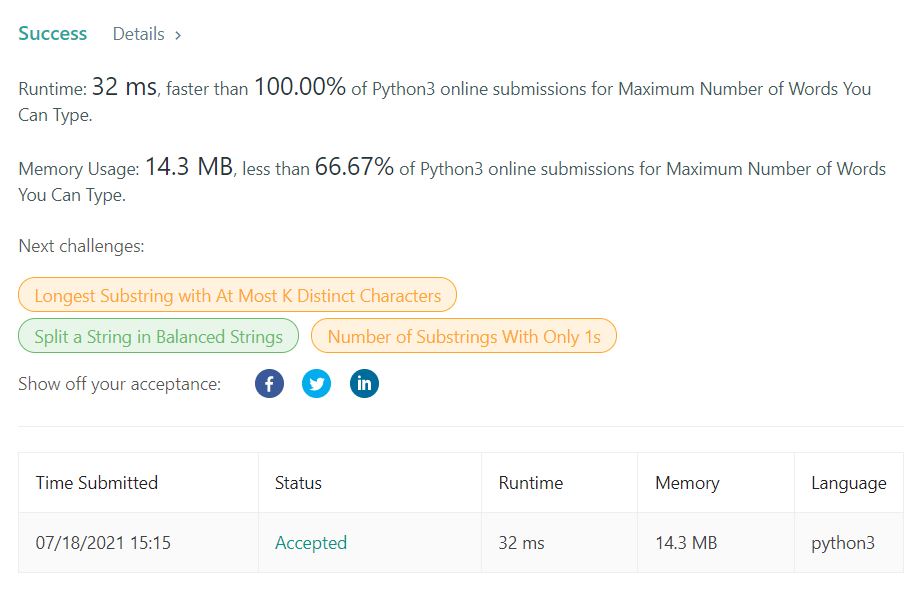 Success Details >
Runtime: 32 ms, faster than 100.00% of Python3 online submissions for Maximum Number of Words You
Can Type.
Memory Usage: 14.3 MB, less than 66.67% of Python3 online submissions for Maximum Number of Words
You Can Type.
Next challenges:
Longest Substring with At Most K Distinct Characters
Split a String in Balanced Strings Number of Substrings With Only 1s
Show off your acceptance:
Time Submitted Status Runtime Memory Language
07/18/2021 15:15 Accepted 32 ms 14.3 MB python3